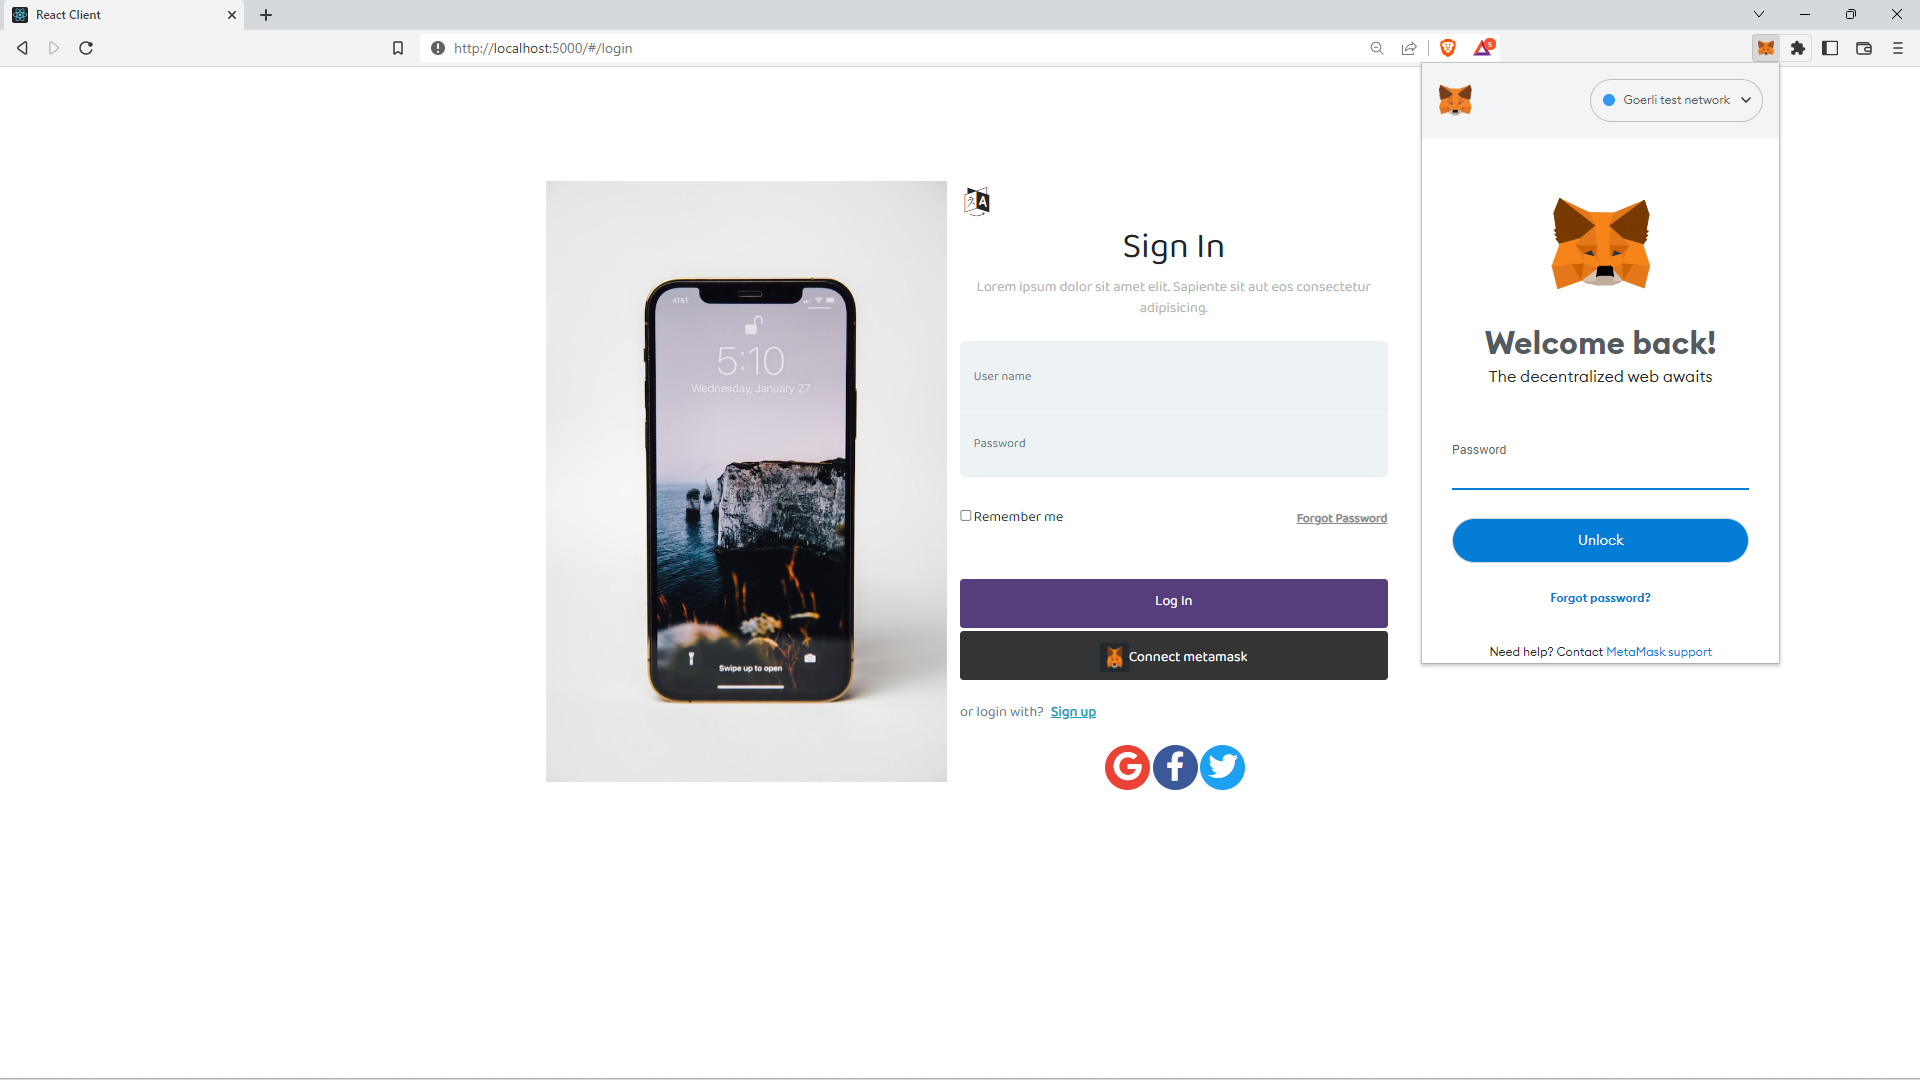 React Client
http://localhost:5000/#/login
5
Goerli test network
A
Sign In
Lorem ipsum dolor sit amet elit. Sapiente sit aut eos consectetur
adipisicing.
User name
Password
Remember me
Forgot Password
Log In
Connect metamask
or login with? Sign up
AT&T
5:10
Wednesday, January 27
Swipe up to open
Welcome back!
The decentralized web awaits
Password
Unlock
Forgot password?
Need help? Contact MetaMask support